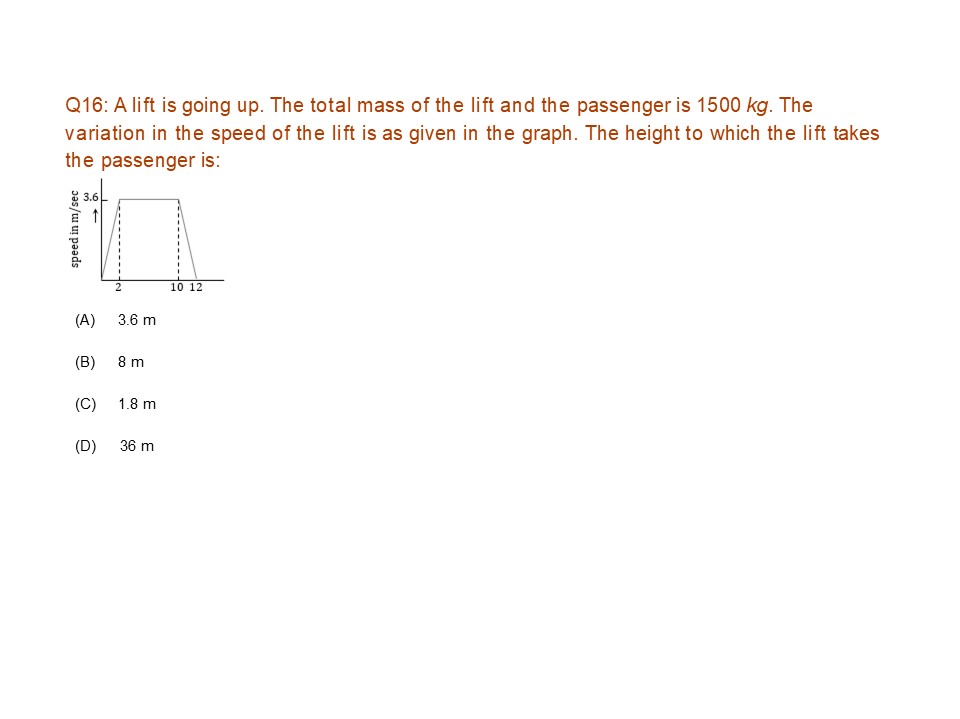 Q16: A lift is going up. The total mass of the lift and the passenger is 1500 kg. The
variation in the speed of the lift is as given in the graph. The height to which the lift takes
the passenger is:
speed in m/sec
3.6
2 10 12
(A) 3.6 m
(B) 8 m
(C) 1.8 m
(D) 36 m